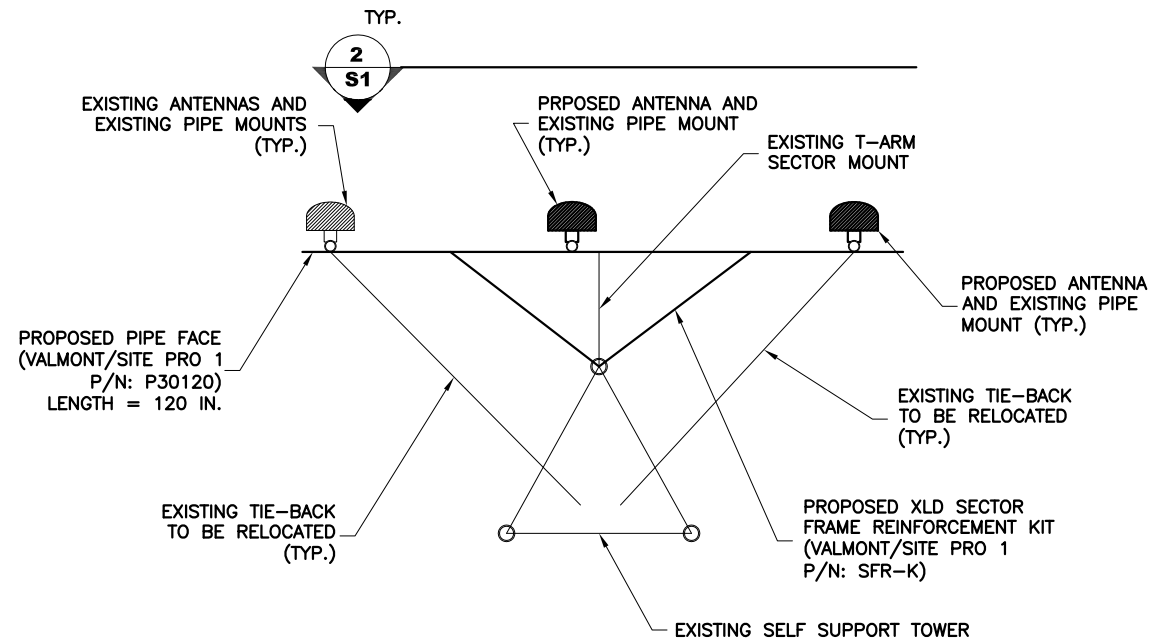 TYP.
2
S1
EXISTING ANTENNAS AND
EXISTING PIPE MOUNTS
(TYP.)
PRPOSED ANTENNA AND
EXISTING PIPE MOUNT
(TYP.)
EXISTING T-ARM
SECTOR MOUNT
PROPOSED ANTENNA
AND EXISTING PIPE
MOUNT (TYP.)
PROPOSED PIPE FACE
(VALMONT/SITE PRO 1
P/N: P30120)
LENGTH = 120 IN.
EXISTING TIE-BACK
TO BE RELOCATED
(TYP.)
EXISTING TIE-BACK
TO BE RELOCATED
(TYP.)
PROPOSED XLD SECTOR
FRAME REINFORCEMENT KIT
(VALMONT/SITE PRO 1
P/N: SFR-K)
EXISTING SELF SUPPORT TOWER